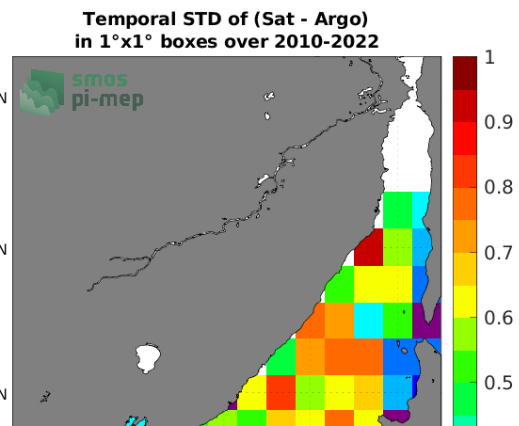 Temporal STD of (Sat - Argo)
in 1°x1° boxes over 2010-2022
smos
pi-mep
N
N
N
1
0.9
0.8
0.7
0.6
0.5